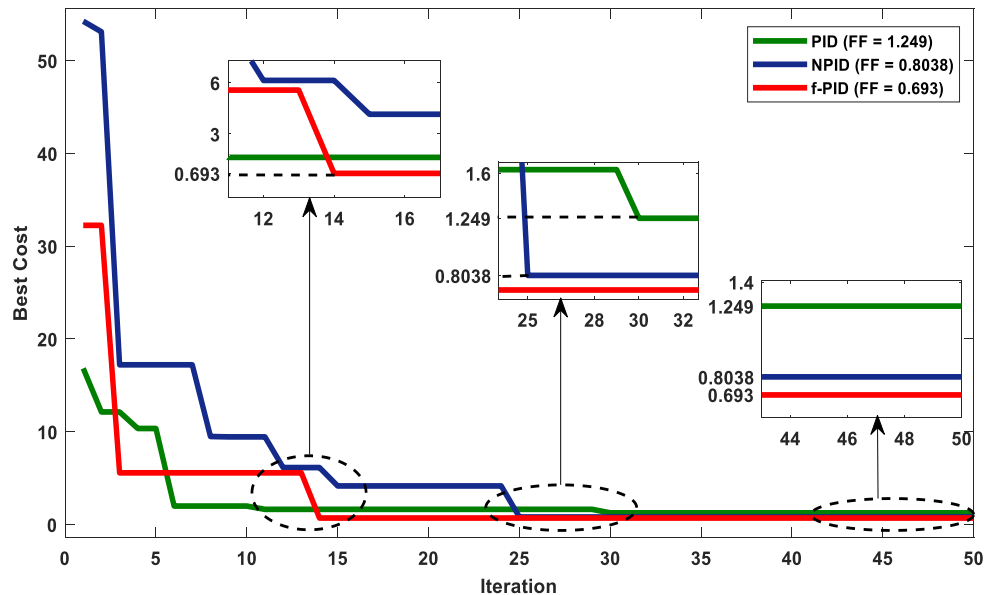 PID (FF = 1.249)
NPID (FF = 0.8038)
f-PID (FF = 0.693)
6
3
0.693
12 14 16
1.6
1.249
0.8038
25 28 30 32
1.4
1.249
0.8038
0.693
44 46 48 50
Best Cost
50
40
30
20
10
0
0 5 10 15 20 25 30 35 40 45 50
Iteration